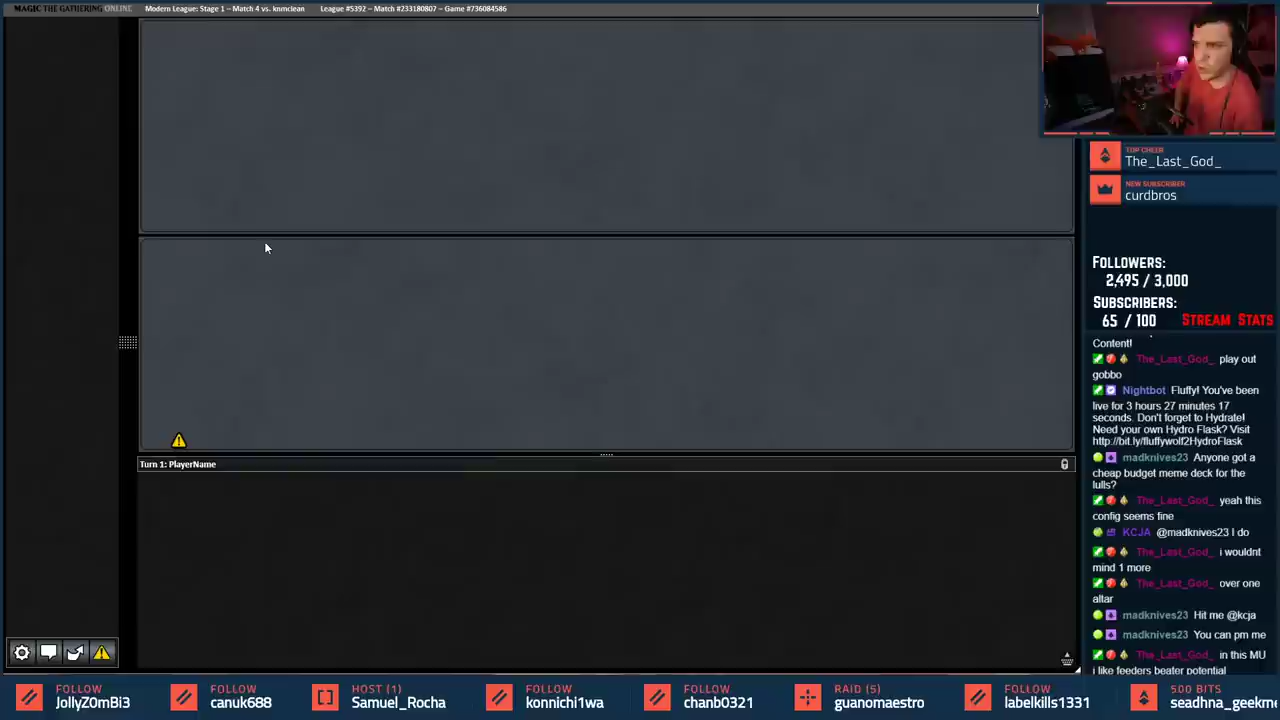 MAGIC THE GATHERING ONLINE
Modern League: Stage 1 – Match 4 vs. knmclean
League #5392 – Match #233180807 – Game #736084586
TOP CHEER
The_Last_God_
NEW SUBSCRIBER
curdbros
FOLLOWERS:
2,495 / 3,000
SUBSCRIBERS:
65 / 100
STREAM STATS
Content!
The_Last_God_ play out
gobbo
Nightbot Fluffy! You've been
live for 3 hours 27 minutes 17
seconds. Don't forget to Hydrate!
Need your own Hydro Flask? Visit
http://bit.ly/fluffywolf2HydroFlask
madknives23 Anyone got a
cheap budget meme deck for the
lulls?
The_Last_God_ yeah this
config seems fine
KCJA @madknives23 I do
The_Last_God_ i wouldnt
mind 1 more
The_Last_God_ over one
altar
madknives23 Hit me @kcja
madknives23 You can pm me
The_Last_God_ in this MU
i like feeders beater potential
Turn 1: PlayerName
FOLLOW
JollyZ0mBi3
FOLLOW
canuk688
HOST (1)
Samuel_Rocha
FOLLOW
konnichi1wa
FOLLOW
chanb0321
RAID (5)
guanomaestro
FOLLOW
labelkills1331
500 BITS
seadhna_geekme